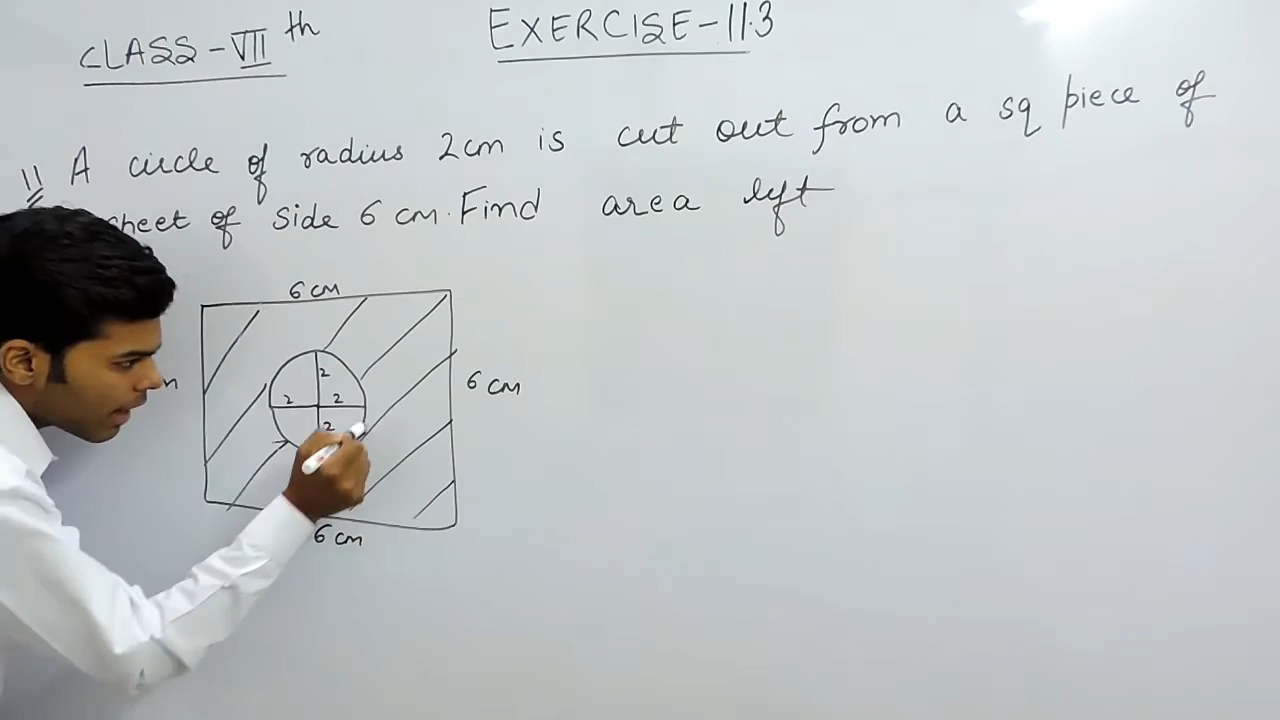 CLASS - VII th
EXERCISE - 11.3
11 A circle of radius 2cm is cut out from a sq piece of
sheet of side 6 cm. Find area left
6 cm
2
2 2
6 cm
2
6 cm